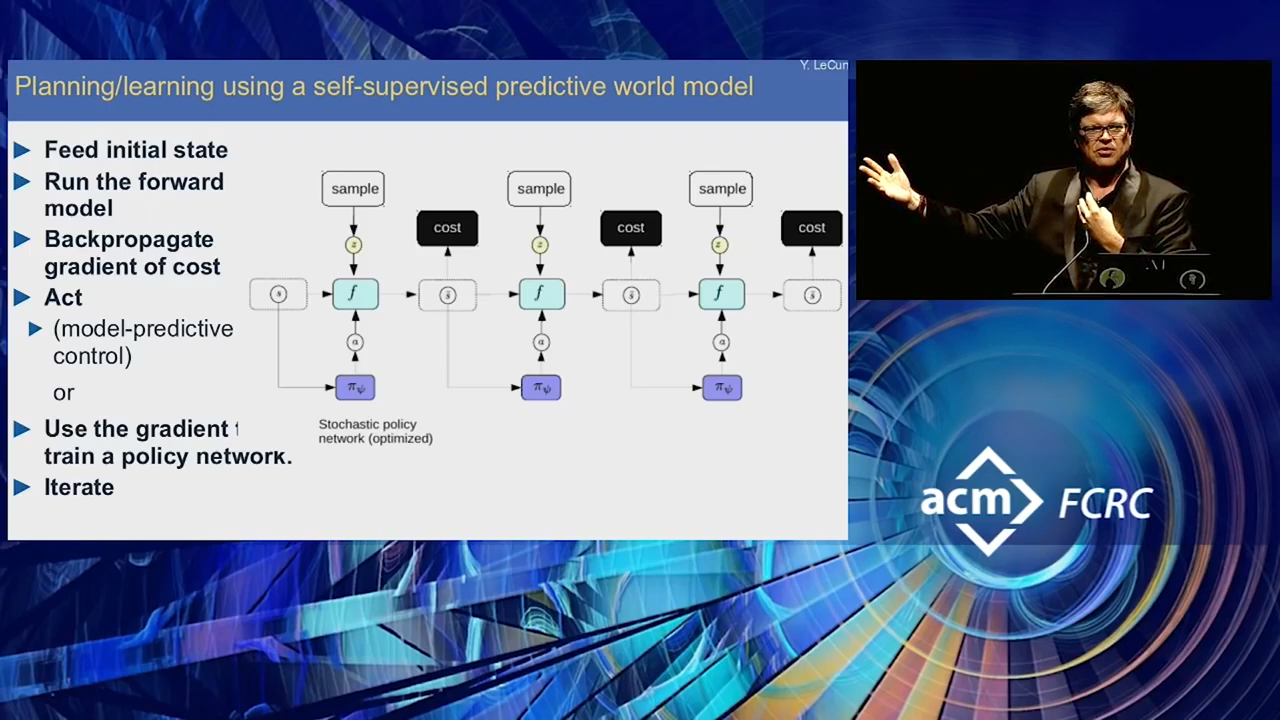 Y. LeCun
Planning/learning using a self-supervised predictive world model
Feed initial state
Run the forward
model
Backpropagate
gradient of cost
Act
(model-predictive
control)
or
Use the gradient
train a policy network.
Iterate
sample sample sample
cost cost cost
z z z
s f s̄ f s̄ f s̄
a a a
πψ πψ πψ
Stochastic policy
network (optimized)
acm FCRC